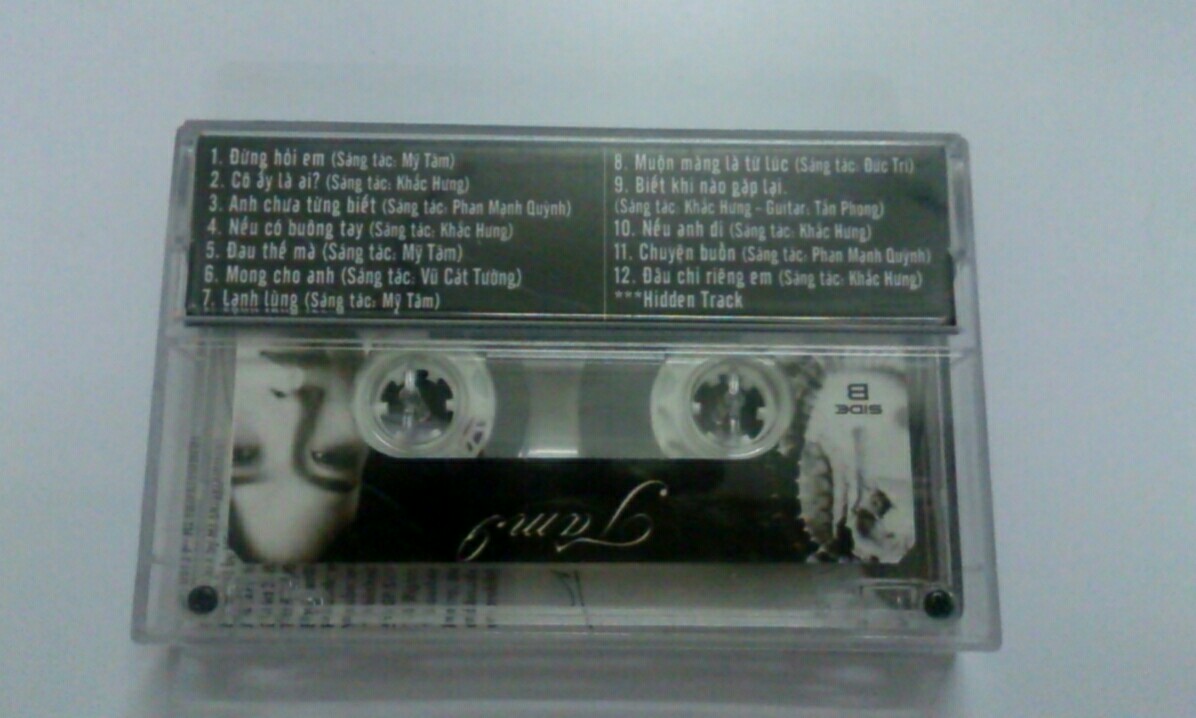 1. Đừng hỏi em (Sáng tác: Mỹ Tâm)
2. Cô ấy là ai? (Sáng tác: Khắc Hưng)
3. Anh chưa từng biết (Sáng tác: Phan Mạnh Quỳnh)
4. Nếu có buông tay (Sáng tác: Khắc Hưng)
5. Đau thế mà (Sáng tác: Mỹ Tâm)
6. Mong cho anh (Sáng tác: Vũ Cát Tường)
7. Lạnh lùng (Sáng tác: Mỹ Tâm)
8. Muộn màng là từ lúc (Sáng tác: Đức Trí)
9. Biết khi nào gặp lại.
(Sáng tác: Khắc Hưng - Guitar: Tấn Phong)
10. Nếu anh đi (Sáng tác: Khắc Hưng)
11. Chuyện buồn (Sáng tác: Phan Mạnh Quỳnh)
12. Đâu chỉ riêng em (Sáng tác: Khắc Hưng)
***Hidden Track
SIDE
B
Tâm 9